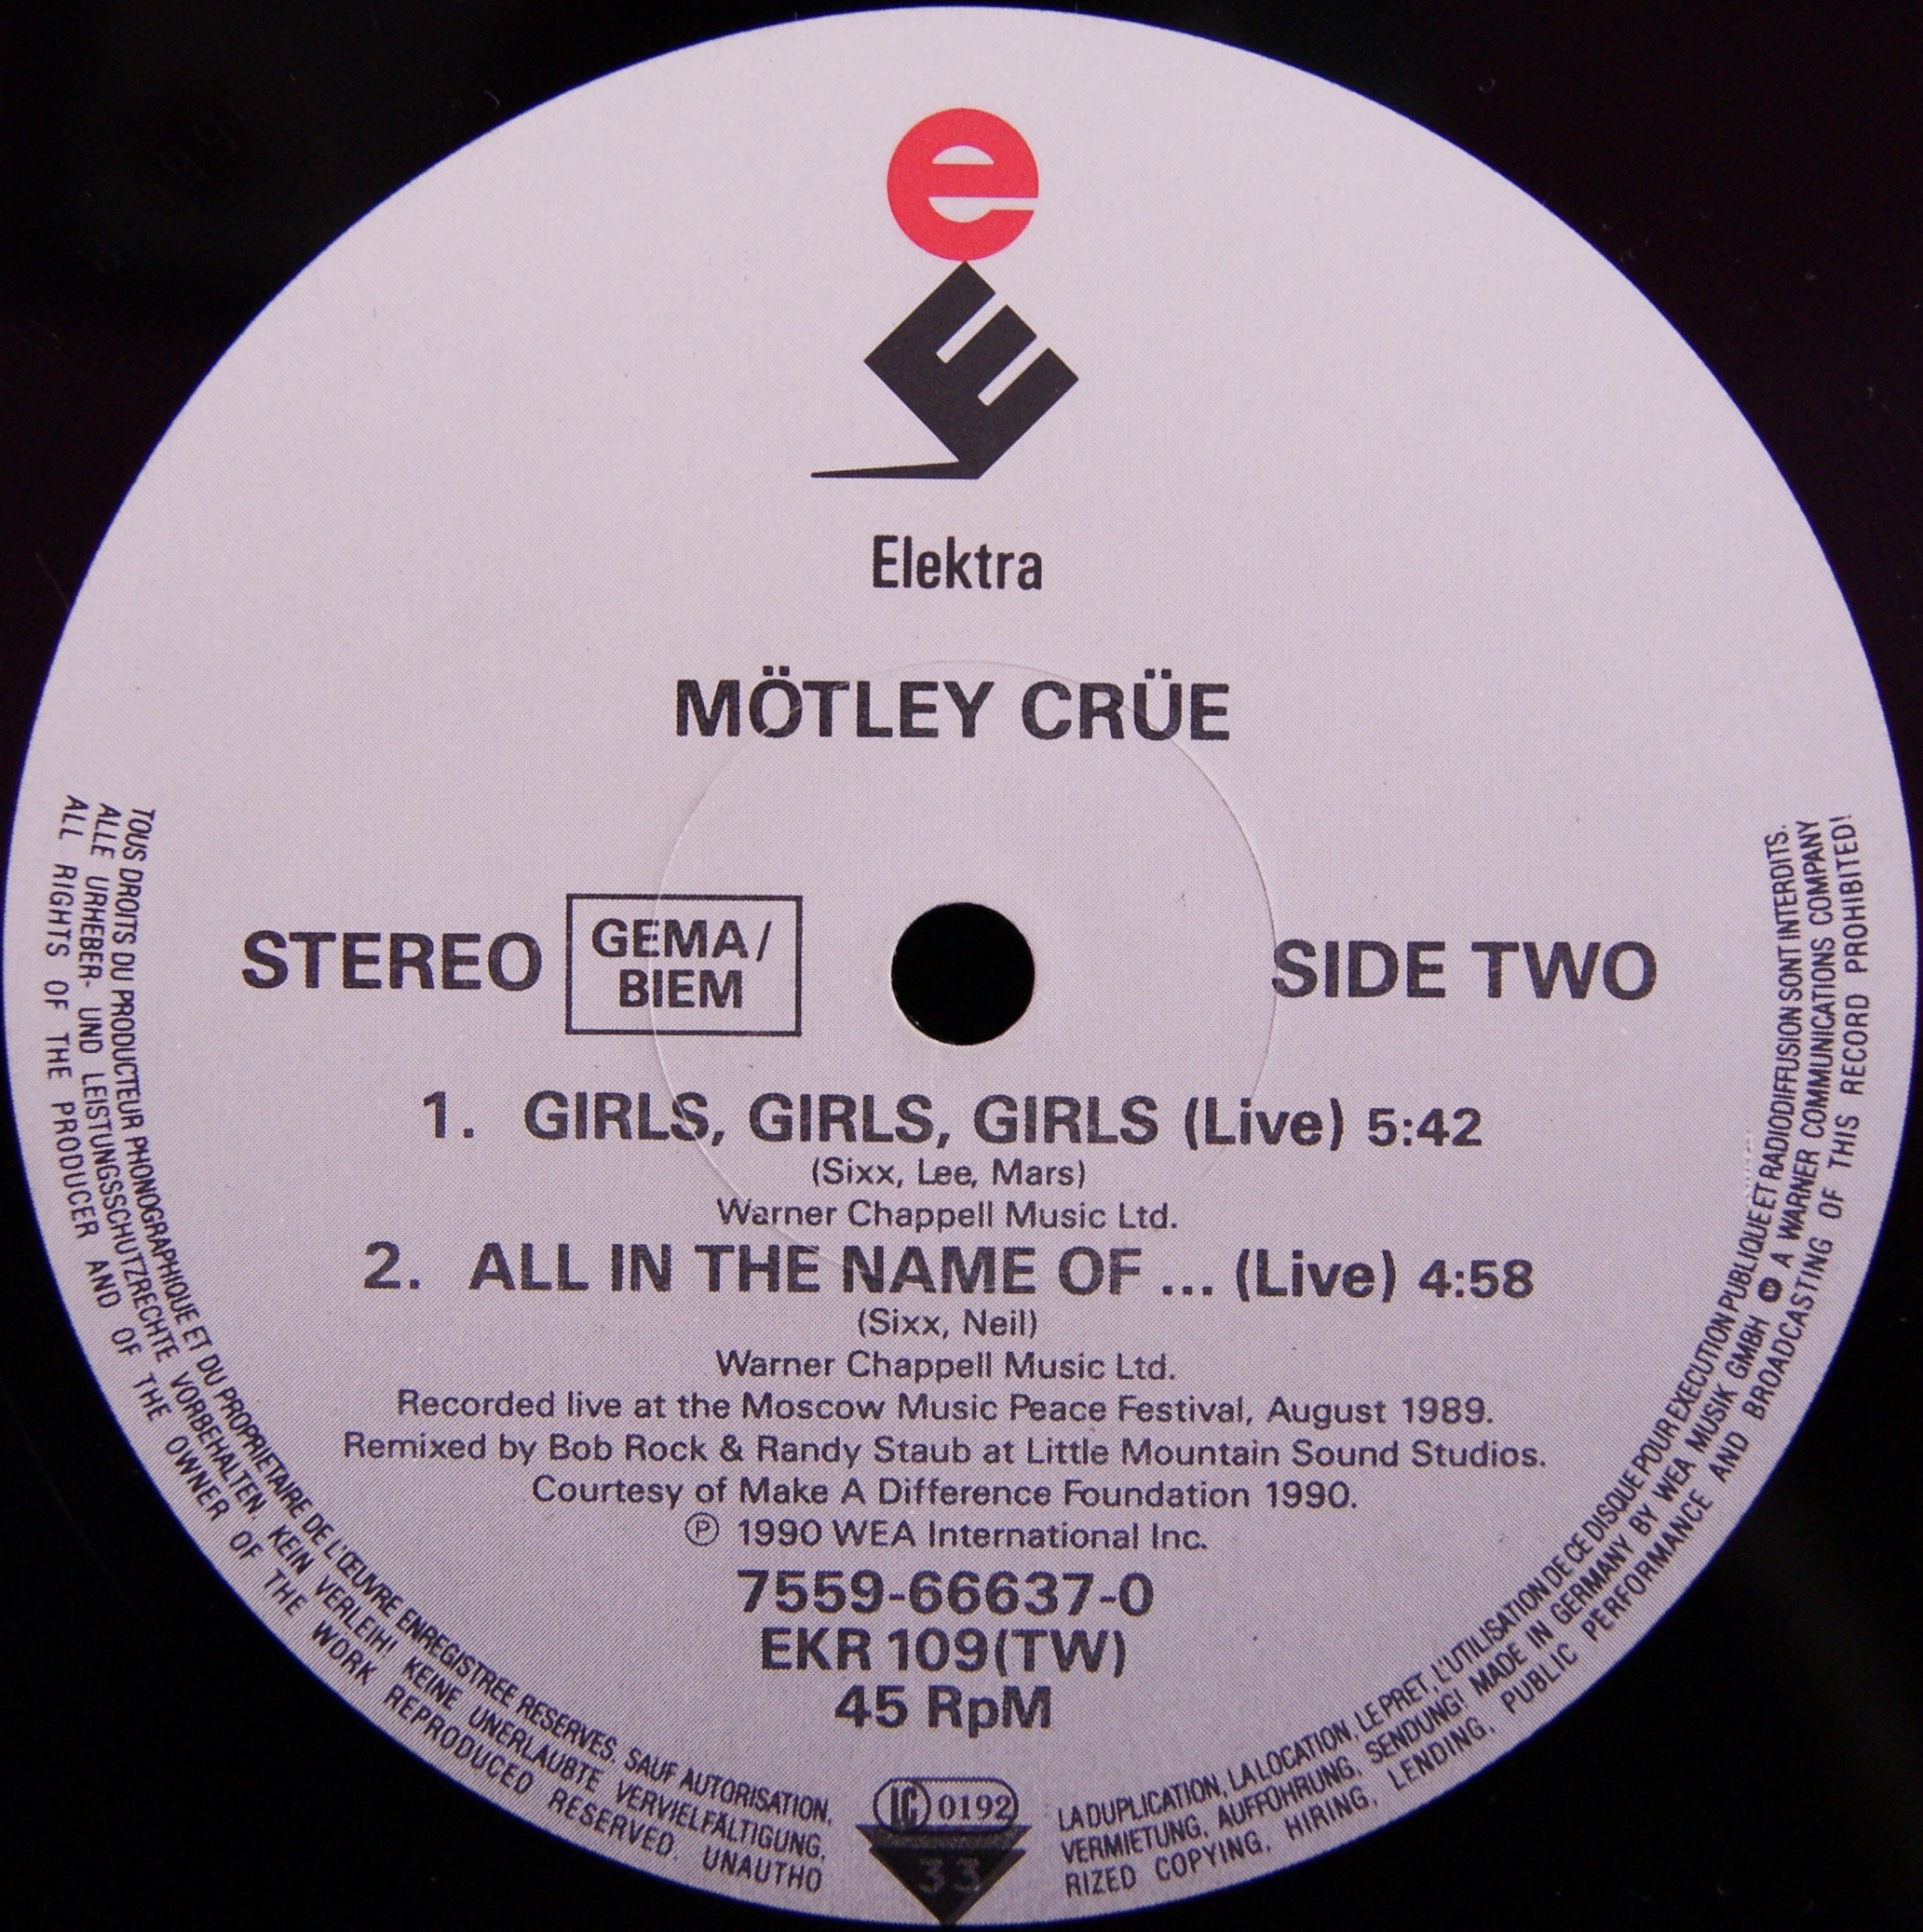 e
E
Elektra
MÖTLEY CRÜE
STEREO
GEMA/
BIEM
SIDE TWO
1. GIRLS, GIRLS, GIRLS (Live) 5:42
(Sixx, Lee, Mars)
Warner Chappell Music Ltd.
2. ALL IN THE NAME OF ... (Live) 4:58
(Sixx, Neil)
Warner Chappell Music Ltd.
Recorded live at the Moscow Music Peace Festival, August 1989.
Remixed by Bob Rock & Randy Staub at Little Mountain Sound Studios.
Courtesy of Make A Difference Foundation 1990.
Ⓟ 1990 WEA International Inc.
7559-66637-0
EKR 109(TW)
45 RpM
LC 0192
33
TOUS DROITS DU PRODUCTEUR PHONOGRAPHIQUE ET DU PROPRIETAIRE DE L'ŒUVRE ENREGISTREE RESERVES. SAUF AUTORISATION, LA DUPLICATION, LA LOCATION, LE PRET, L'UTILISATION DE CE DISQUE POUR EXECUTION PUBLIQUE ET RADIODIFFUSION SONT INTERDITS.
ALLE URHEBER- UND LEISTUNGSSCHUTZRECHTE VORBEHALTEN. KEIN VERLEIH! KEINE UNERLAUBTE VERVIELFÄLTIGUNG, VERMIETUNG, AUFFÜHRUNG, SENDUNG! MADE IN GERMANY BY WEA MUSIK GMBH A WARNER COMMUNICATIONS COMPANY
ALL RIGHTS OF THE PRODUCER AND OF THE OWNER OF THE WORK REPRODUCED RESERVED. UNAUTHORIZED COPYING, HIRING, LENDING, PUBLIC PERFORMANCE AND BROADCASTING OF THIS RECORD PROHIBITED!